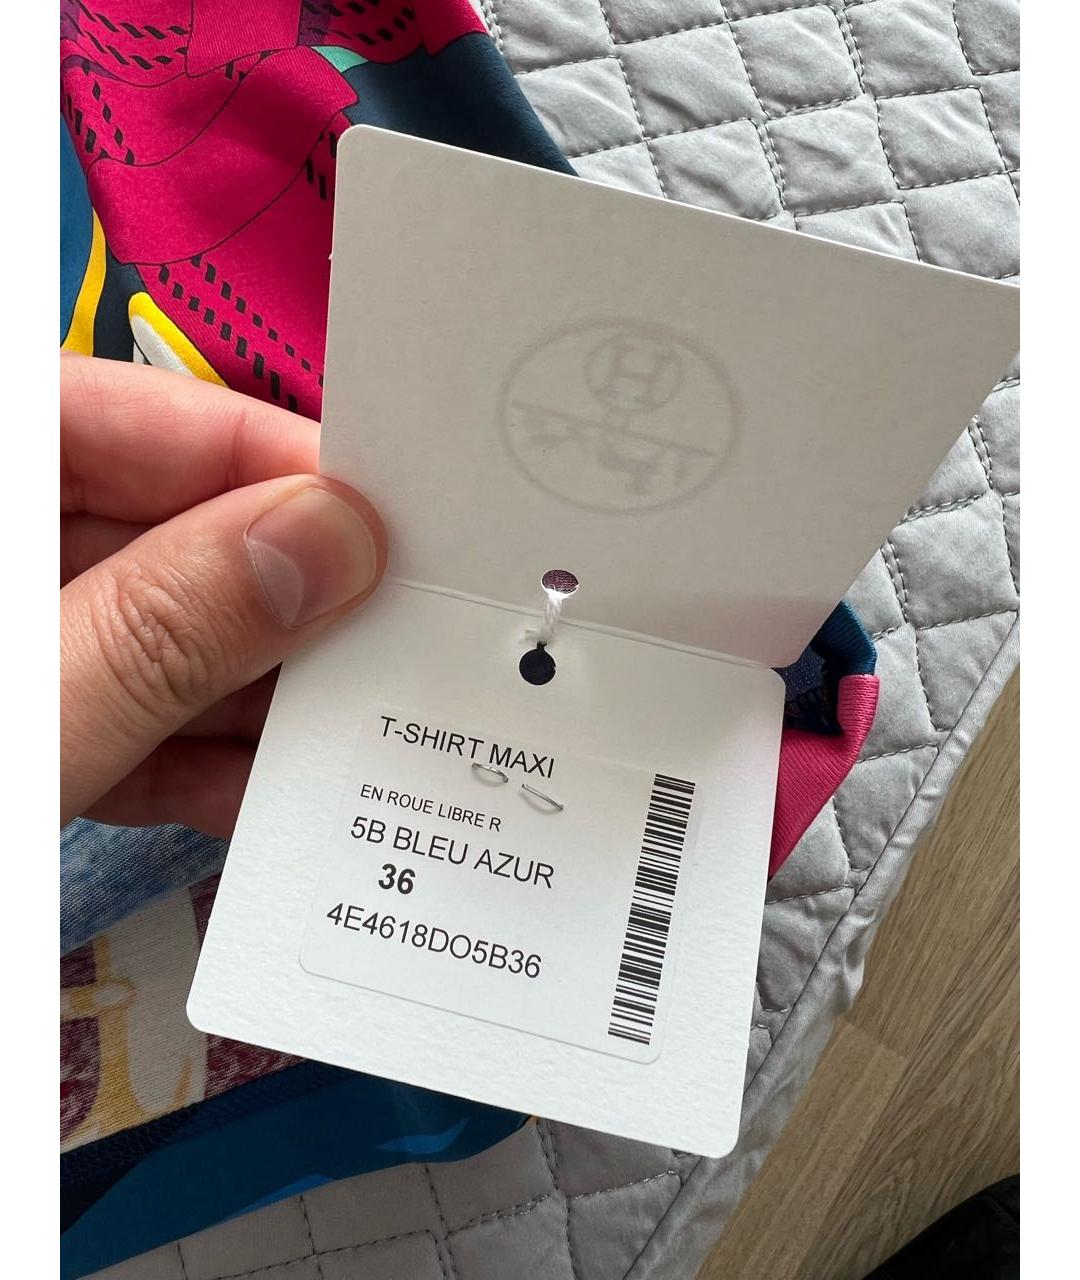 H
T-SHIRT MAXI
EN ROUE LIBRE R
5B BLEU AZUR
36
4E4618DO5B36